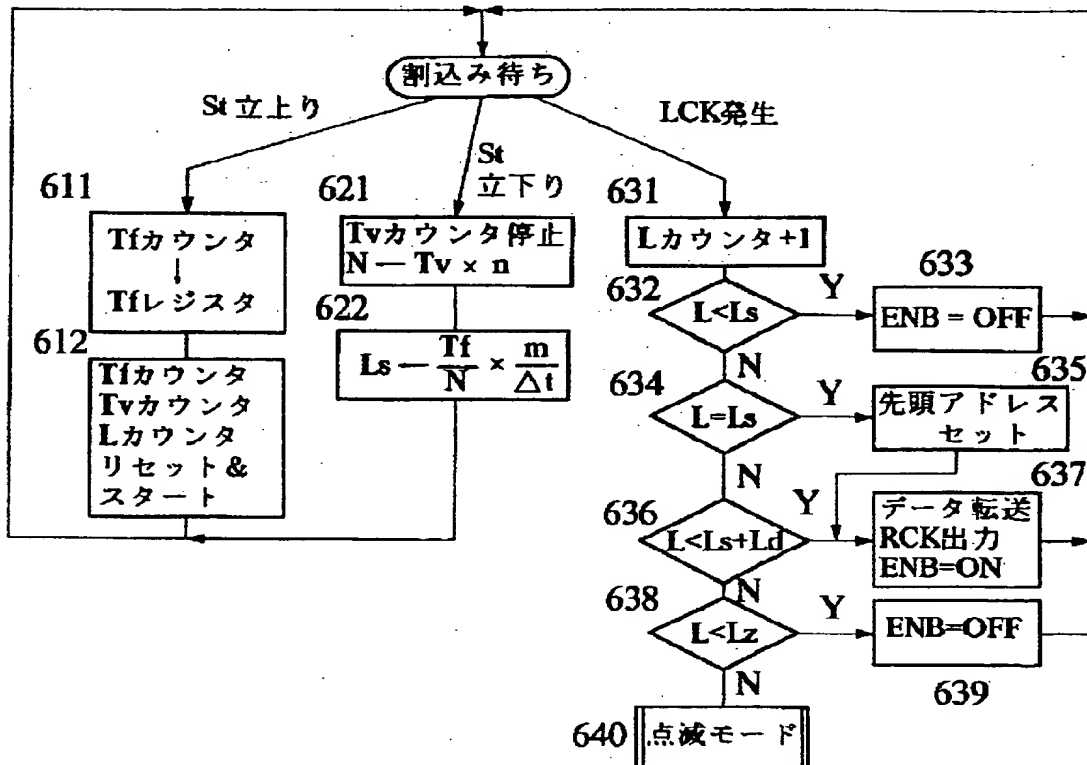 割込み待ち
St立上り
St
立下り
LCK発生
611
Tfカウンタ
↓
Tfレジスタ
612
Tfカウンタ
Tvカウンタ
Lカウンタ
リセット&
スタート
621
Tvカウンタ停止
N ← Tv × n
622
Ls ← Tf/N × m/△t
631
Lカウンタ+1
632
L<Ls
Y
633
ENB = OFF
N
634
L=Ls
Y
635
先頭アドレス
セット
N
636
L<Ls+Ld
Y
637
データ転送
RCK出力
ENB=ON
N
638
L<Lz
Y
ENB=OFF
639
N
640
点滅モード